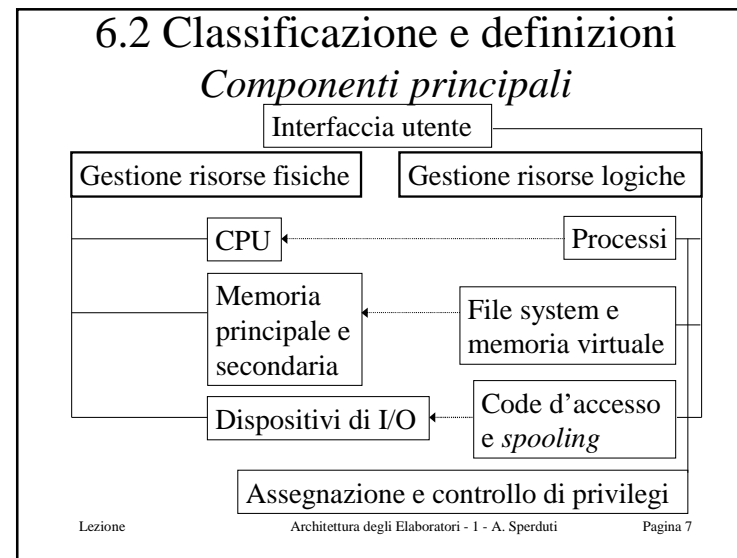 6.2 Classificazione e definizioni
Componenti principali
Interfaccia utente
Gestione risorse fisiche
Gestione risorse logiche
CPU
Processi
Memoria
principale e
secondaria
File system e
memoria virtuale
Dispositivi di I/O
Code d'accesso
e spooling
Assegnazione e controllo di privilegi
Lezione Architettura degli Elaboratori - 1 - A. Sperduti Pagina 7